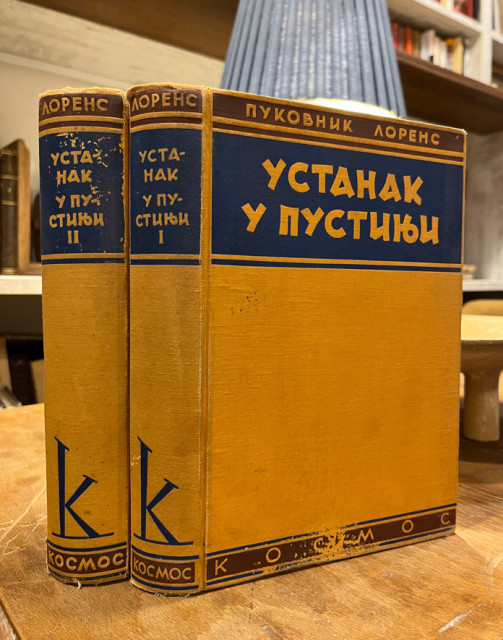 ЛОРЕНС
УСТА-
НАК
У ПУ-
СТИЊИ
II
k
КОСМОС
ЛОРЕНС
УСТА-
НАК
У ПУ-
СТИЊИ
I
k
КОСМОС
ПУКОВНИК ЛОРЕНС
УСТАНАК
У ПУСТИЊИ
КОСМОС